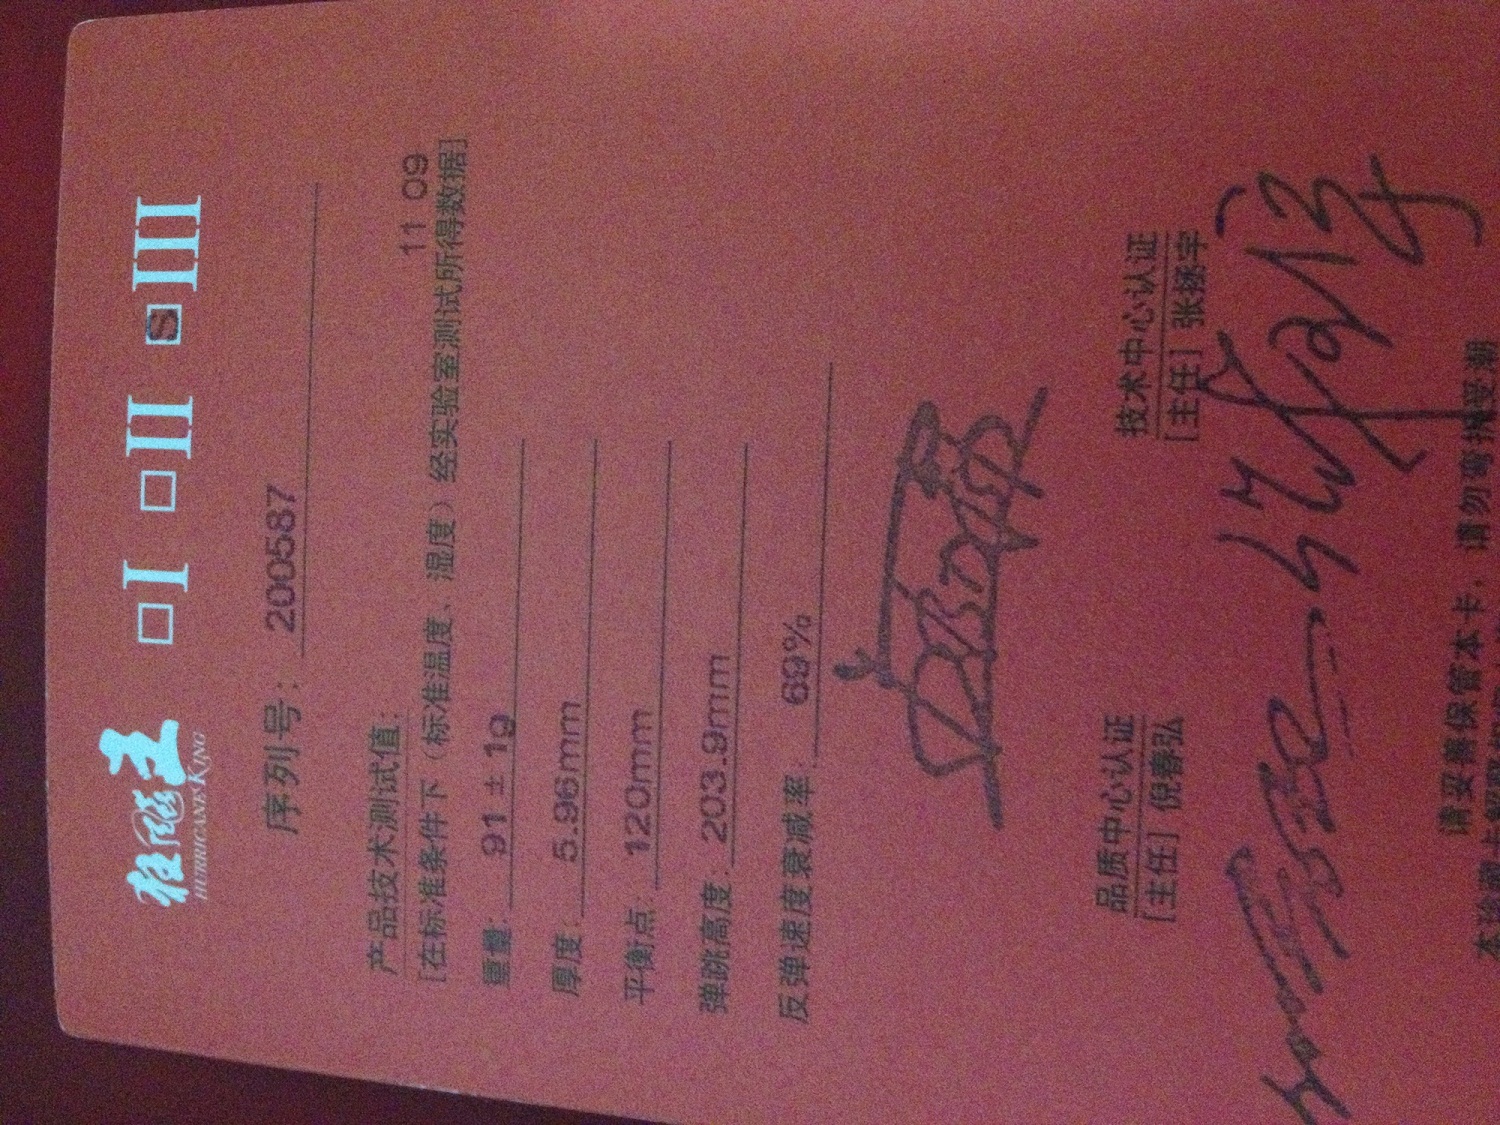 狂飚王 □I □II □III
HURRICANE KING
序列号： 200587
产品技术测试值：
11 09
[在标准条件下（标准温度、湿度）经实验室测试所得数据]
重量： 91 ± 1g
厚度： 5.96mm
平衡点： 120mm
弹跳高度： 203.9mm
反弹速度衰减率： 69%
品质中心认证 技术中心认证
[主任] 倪春弘 [主任] 张拯宇
请妥善保管本卡，请勿弯折受潮